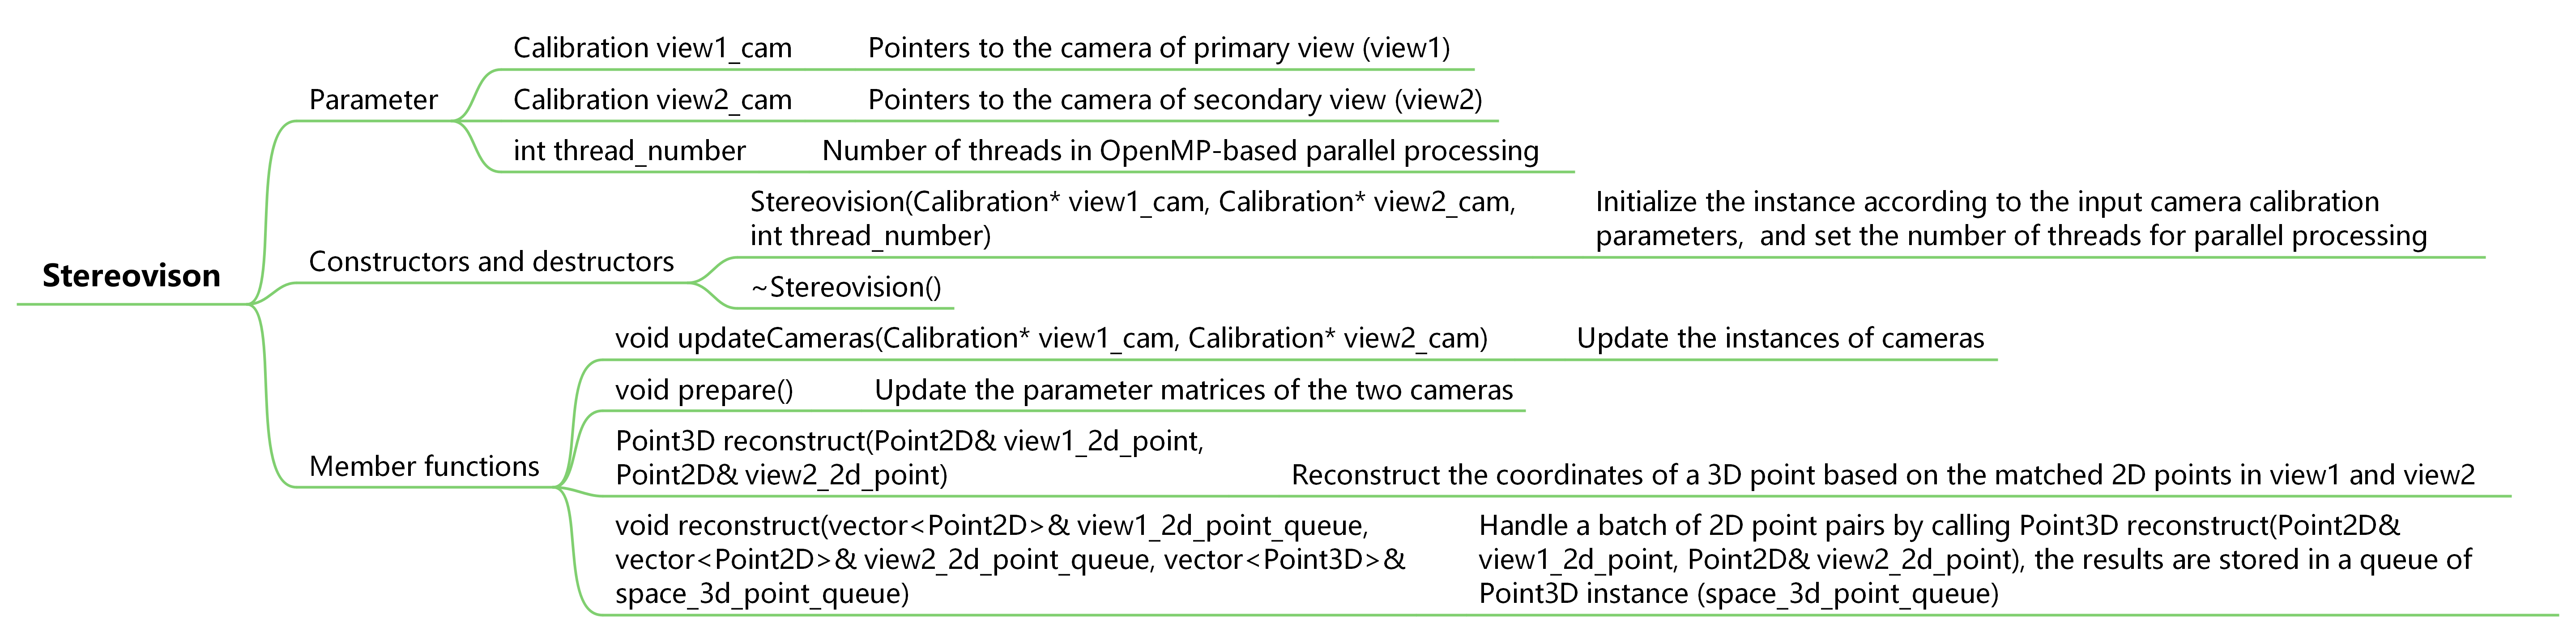 Stereovison
Parameter
Calibration view1_cam
Pointers to the camera of primary view (view1)
Calibration view2_cam
Pointers to the camera of secondary view (view2)
int thread_number
Number of threads in OpenMP-based parallel processing
Constructors and destructors
Stereovision(Calibration* view1_cam, Calibration* view2_cam,
int thread_number)
Initialize the instance according to the input camera calibration
parameters,  and set the number of threads for parallel processing
~Stereovision()
Member functions
void updateCameras(Calibration* view1_cam, Calibration* view2_cam)
Update the instances of cameras
void prepare()
Update the parameter matrices of the two cameras
Point3D reconstruct(Point2D& view1_2d_point,
Point2D& view2_2d_point)
Reconstruct the coordinates of a 3D point based on the matched 2D points in view1 and view2
void reconstruct(vector<Point2D>& view1_2d_point_queue,
vector<Point2D>& view2_2d_point_queue, vector<Point3D>&
space_3d_point_queue)
Handle a batch of 2D point pairs by calling Point3D reconstruct(Point2D&
view1_2d_point, Point2D& view2_2d_point), the results are stored in a queue of
Point3D instance (space_3d_point_queue)